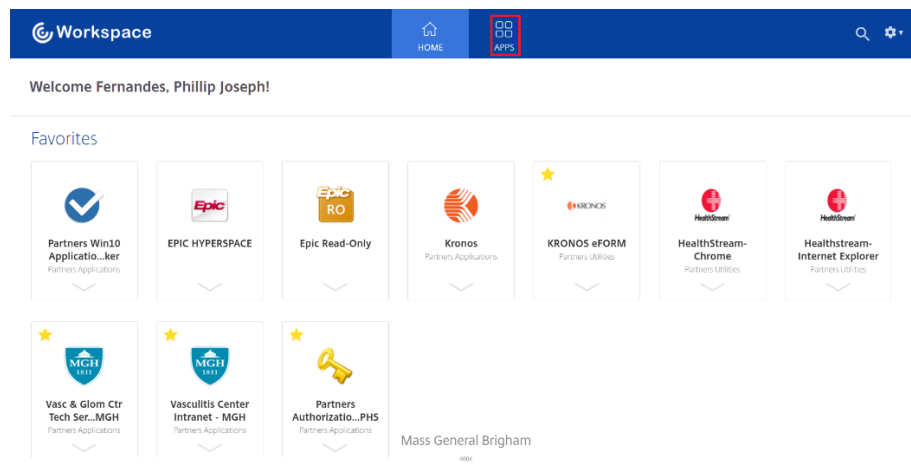 Workspace
HOME
APPS
Welcome Fernandes, Phillip Joseph!
Favorites
Epic
Epic
RO
KRONOS
HealthStream
HealthStream
Partners Win10
Applicatio...ker
Partners Applications
EPIC HYPERSPACE
Epic Read-Only
Kronos
Partners Applications
KRONOS eFORM
Partners Utilities
HealthStream-
Chrome
Partners Utilities
Healthstream-
Internet Explorer
Partners Utilities
MGH
1811
MGH
1811
Vasc & Glom Ctr
Tech Ser...MGH
Partners Applications
Vasculitis Center
Intranet - MGH
Partners Applications
Partners
Authorizatio...PHS
Partners Applications
Mass General Brigham